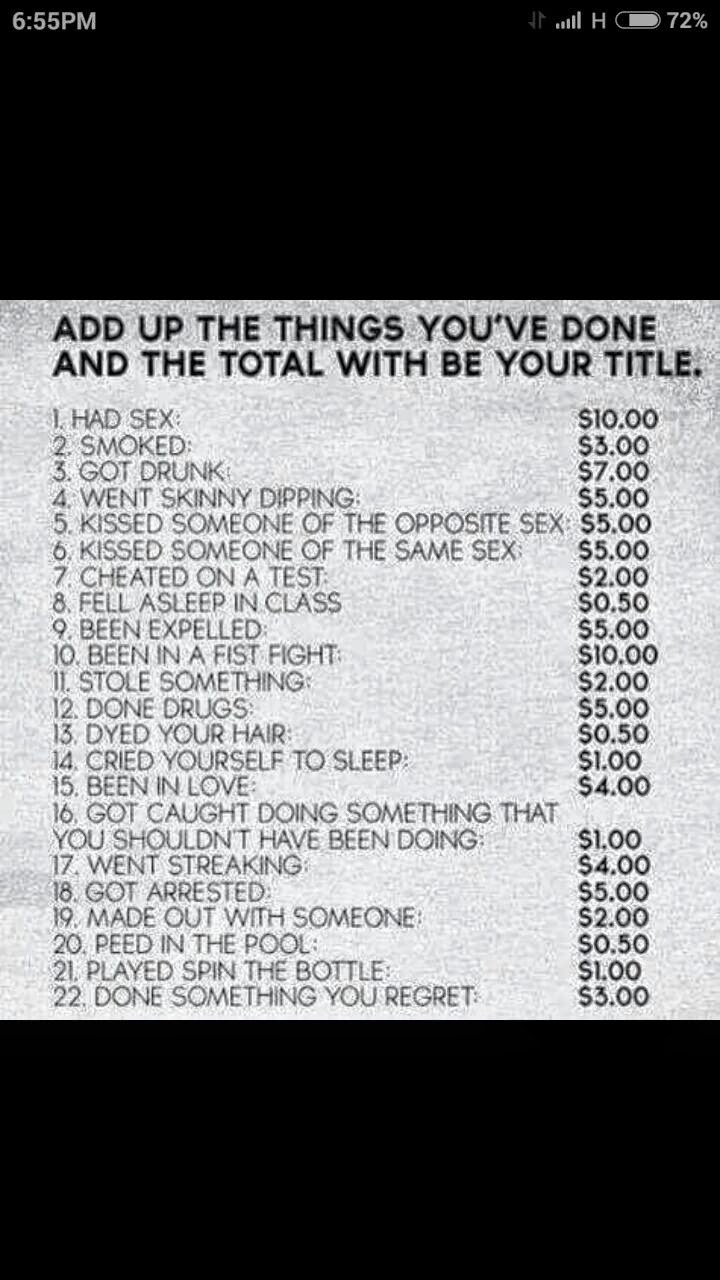 6:55PM H 72%
ADD UP THE THINGS YOU'VE DONE
AND THE TOTAL WITH BE YOUR TITLE.
1. HAD SEX: $10.00
2. SMOKED: $3.00
3. GOT DRUNK: $7.00
4. WENT SKINNY DIPPING: $5.00
5. KISSED SOMEONE OF THE OPPOSITE SEX: $5.00
6. KISSED SOMEONE OF THE SAME SEX: $5.00
7. CHEATED ON A TEST: $2.00
8. FELL ASLEEP IN CLASS $0.50
9. BEEN EXPELLED: $5.00
10. BEEN IN A FIST FIGHT: $10.00
11. STOLE SOMETHING: $2.00
12. DONE DRUGS: $5.00
13. DYED YOUR HAIR: $0.50
14. CRIED YOURSELF TO SLEEP: $1.00
15. BEEN IN LOVE: $4.00
16. GOT CAUGHT DOING SOMETHING THAT
YOU SHOULDN'T HAVE BEEN DOING: $1.00
17. WENT STREAKING: $4.00
18. GOT ARRESTED: $5.00
19. MADE OUT WITH SOMEONE: $2.00
20. PEED IN THE POOL: $0.50
21. PLAYED SPIN THE BOTTLE: $1.00
22. DONE SOMETHING YOU REGRET: $3.00